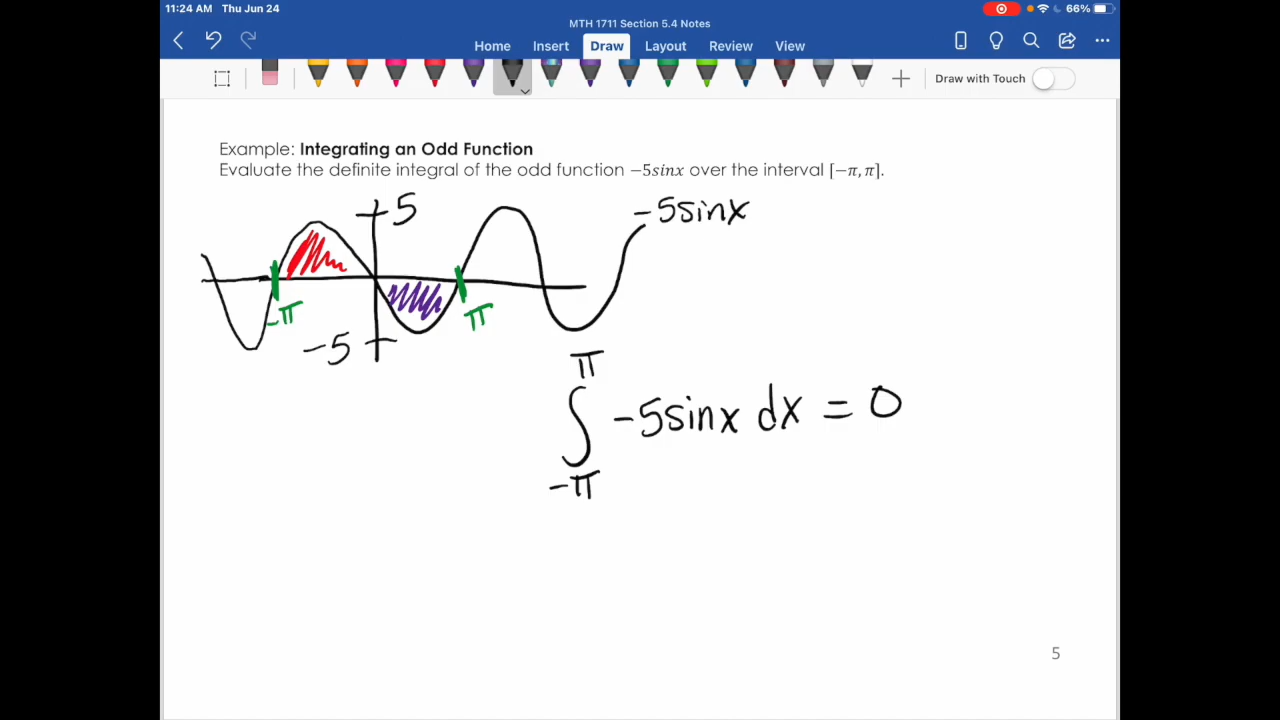 11:24 AM Thu Jun 24
66%
MTH 1711 Section 5.4 Notes
Home Insert Draw Layout Review View
Draw with Touch
Example: Integrating an Odd Function
Evaluate the definite integral of the odd function −5sinx over the interval [−π, π].
5
-5sinx
-π
π
-5
π
∫ -5sinx dx = 0
-π
5